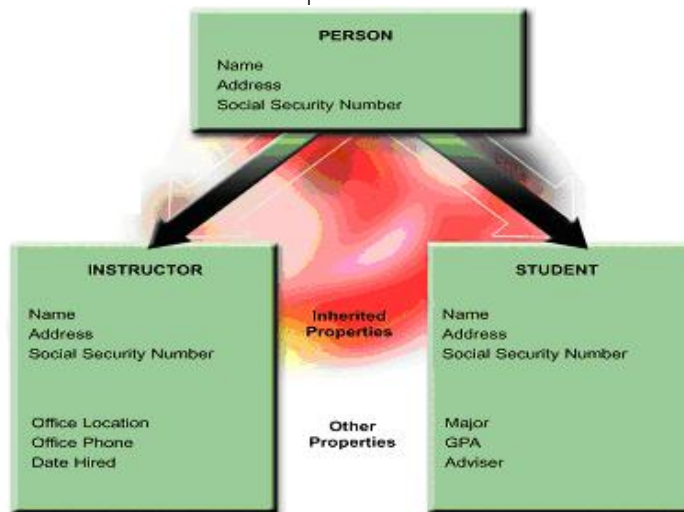 PERSON
Name
Address
Social Security Number
INSTRUCTOR
Name
Address
Social Security Number
Office Location
Office Phone
Date Hired
Inherited
Properties
Other
Properties
STUDENT
Name
Address
Social Security Number
Major
GPA
Adviser